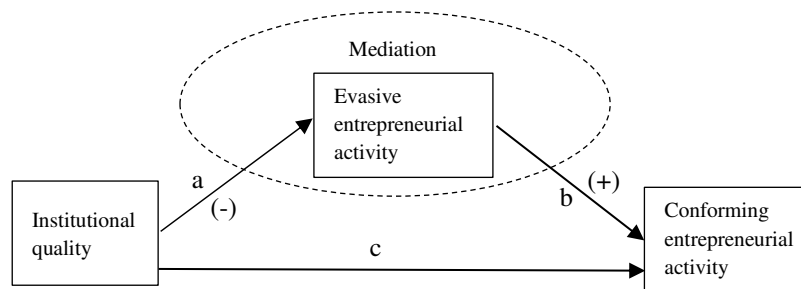 Mediation
Evasive
entrepreneurial
activity
a
(-)
b
(+)
Institutional
quality
c
Conforming
entrepreneurial
activity